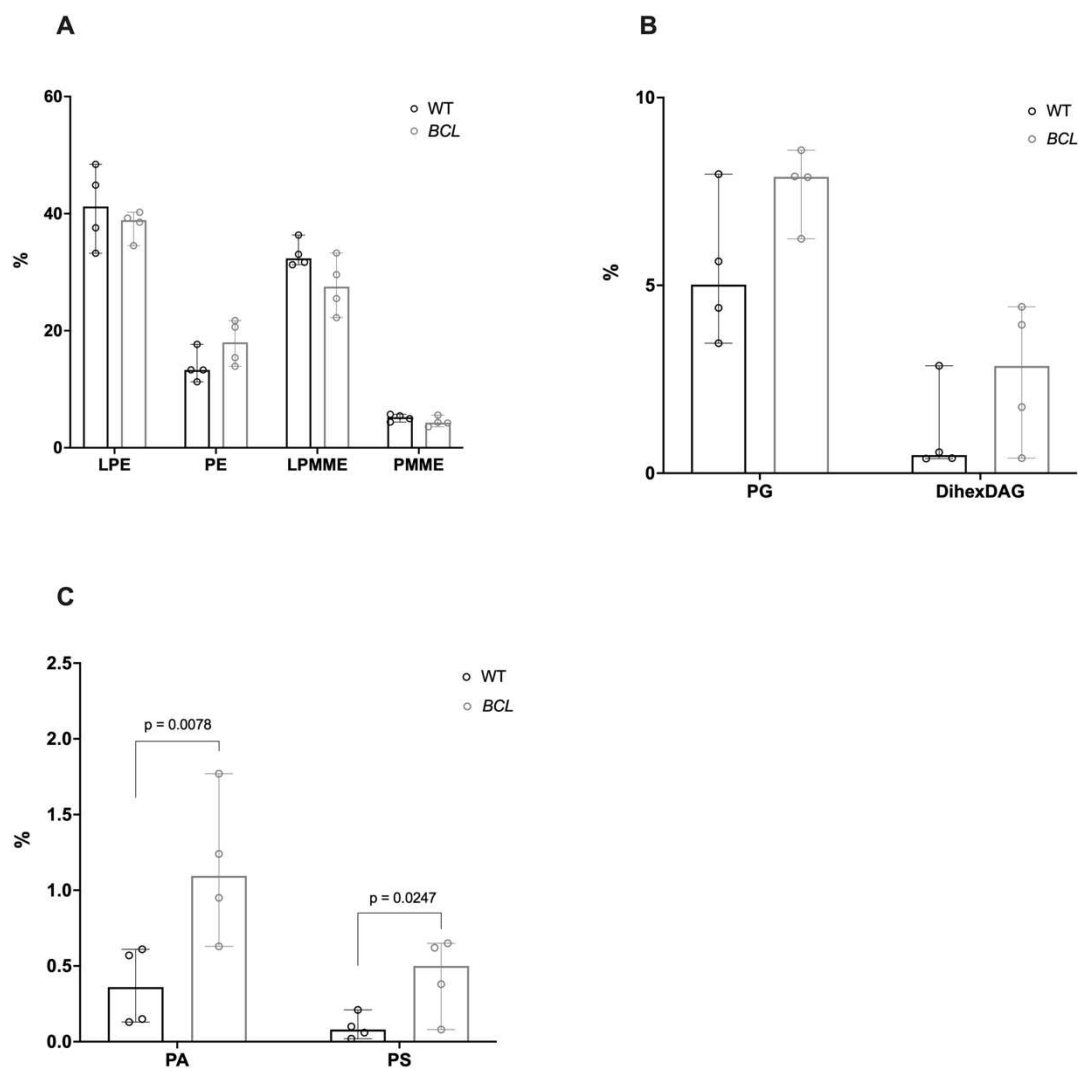 A
60
40
20
0
%
WT
BCL
LPE PE LPMME PMME
B
10
5
0
%
WT
BCL
PG DihexDAG
C
2.5
2.0
1.5
1.0
0.5
0.0
%
WT
BCL
p = 0.0078
p = 0.0247
PA PS